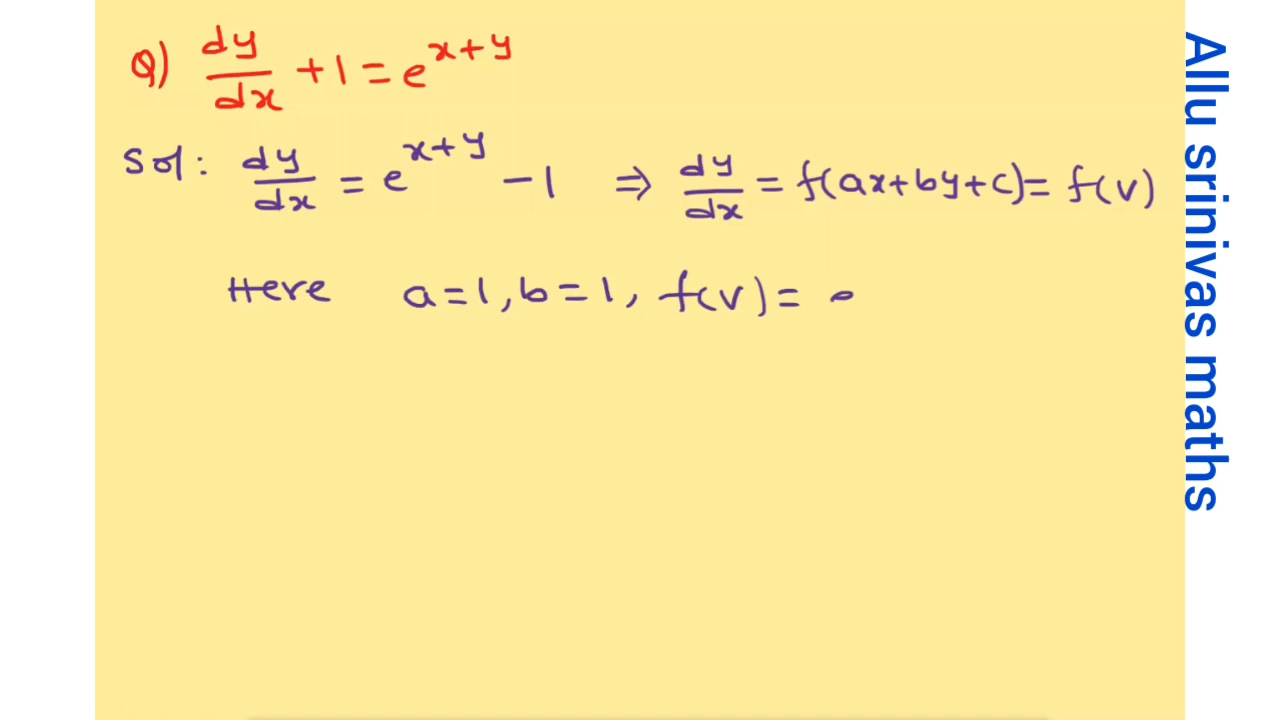 Q) dy/dx + 1 = e^(x+y)
Sol: dy/dx = e^(x+y) - 1 ⇒ dy/dx = f(ax+by+c) = f(v)
Here a=1, b=1, f(v) =
Allu srinivas maths